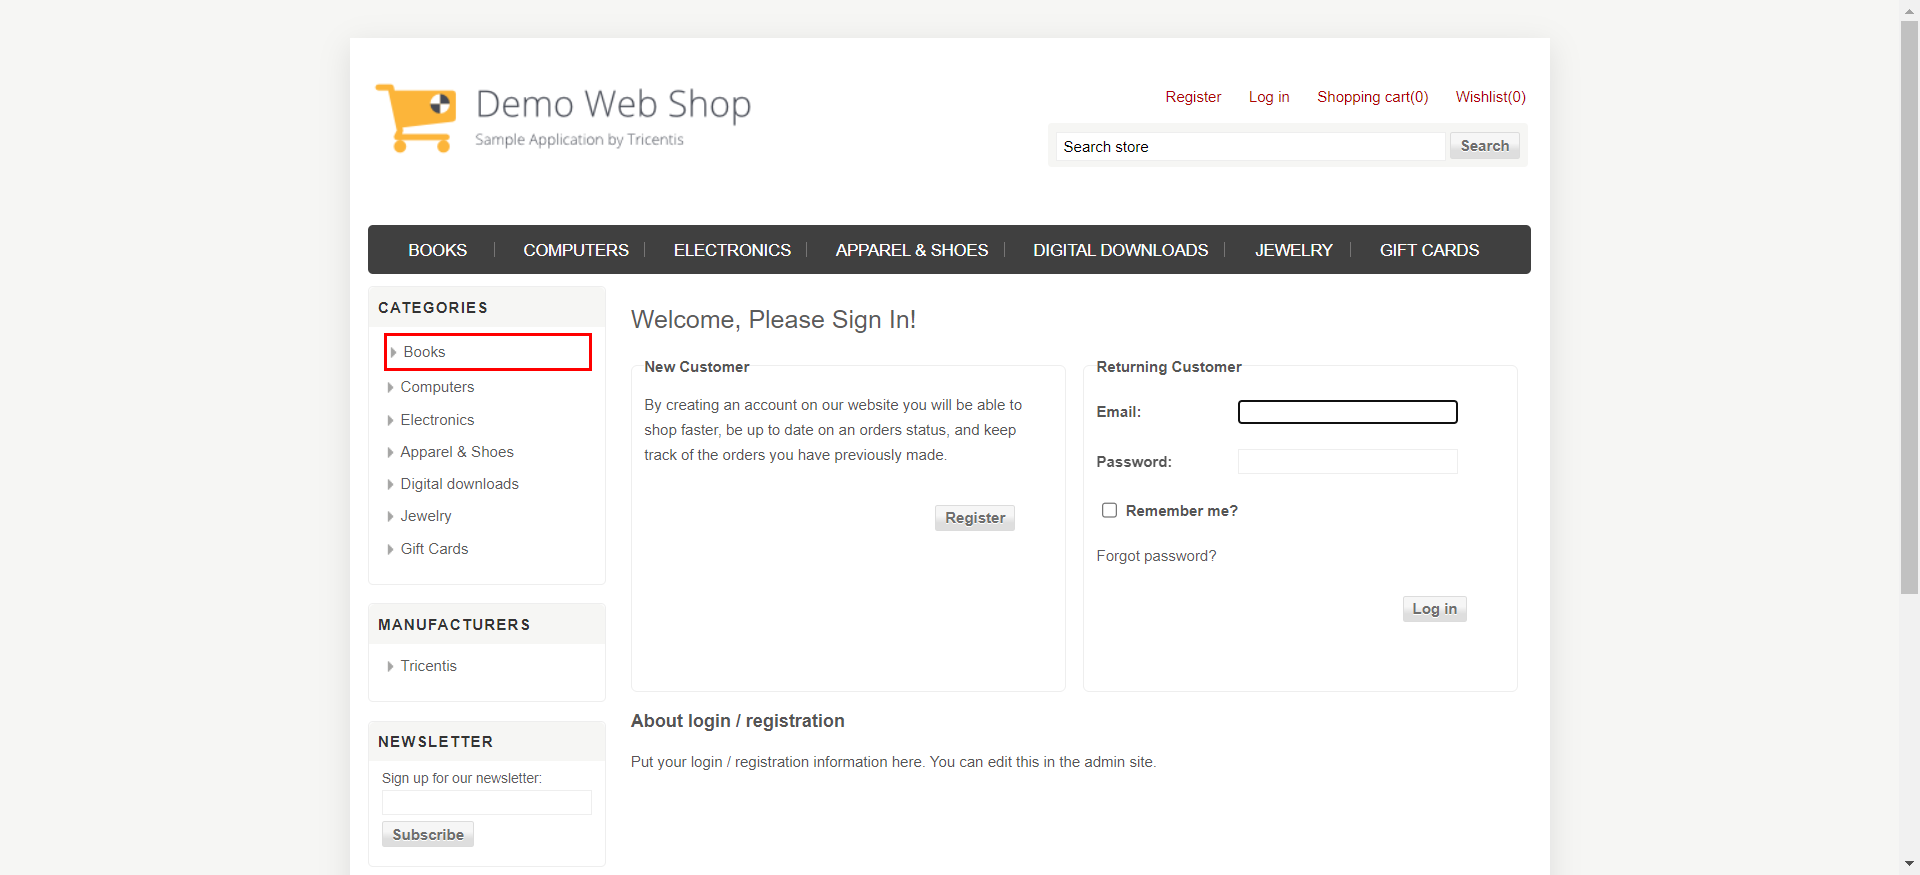 Demo Web Shop
Sample Application by Tricentis
Register Log in Shopping cart(0) Wishlist(0)
Search store Search
BOOKS COMPUTERS ELECTRONICS APPAREL & SHOES DIGITAL DOWNLOADS JEWELRY GIFT CARDS
CATEGORIES
Books
Computers
Electronics
Apparel & Shoes
Digital downloads
Jewelry
Gift Cards
MANUFACTURERS
Tricentis
NEWSLETTER
Sign up for our newsletter:
Subscribe
Welcome, Please Sign In!
New Customer
By creating an account on our website you will be able to
shop faster, be up to date on an orders status, and keep
track of the orders you have previously made.
Register
Returning Customer
Email:
Password:
Remember me?
Forgot password?
Log in
About login / registration
Put your login / registration information here. You can edit this in the admin site.